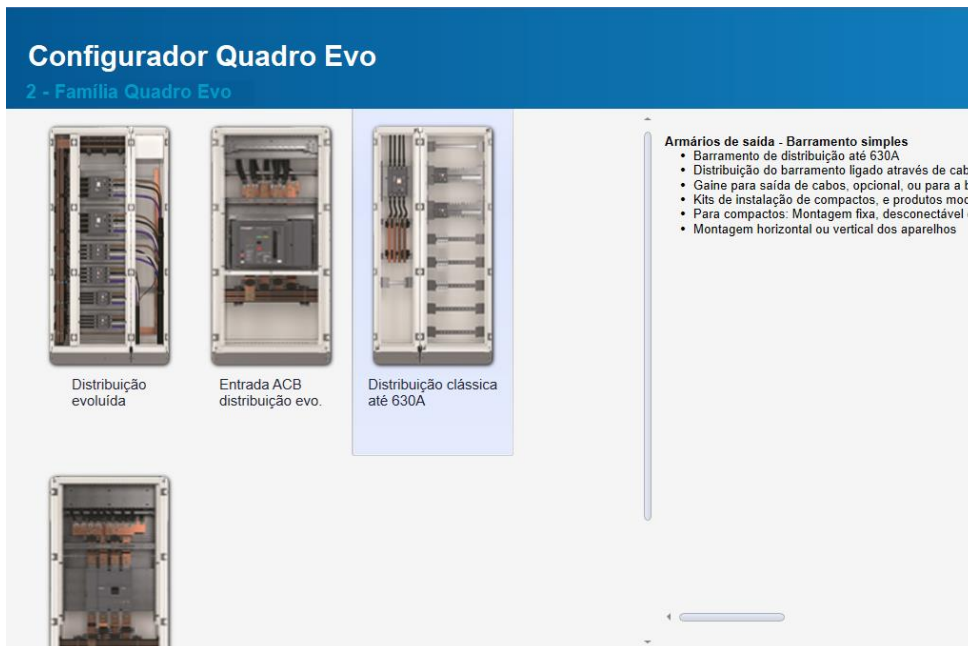 Configurador Quadro Evo
2 - Família Quadro Evo
Distribuição
evoluída
Entrada ACB
distribuição evo.
Distribuição clássica
até 630A
Armários de saída - Barramento simples
• Barramento de distribuição até 630A
• Distribuição do barramento ligado através de cab
• Gaine para saída de cabos, opcional, ou para a b
• Kits de instalação de compactos, e produtos mod
• Para compactos: Montagem fixa, desconectável
• Montagem horizontal ou vertical dos aparelhos